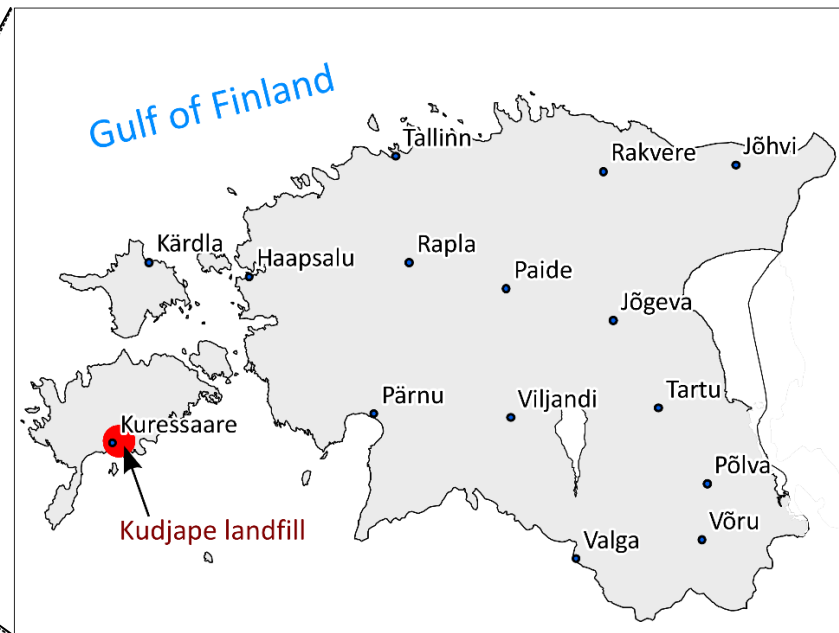 Gulf of Finland
Tallinn
Rakvere
Jõhvi
Kärdla
Haapsalu
Rapla
Paide
Jõgeva
Pärnu
Viljandi
Tartu
Kuressaare
Põlva
Võru
Valga
Kudjape landfill